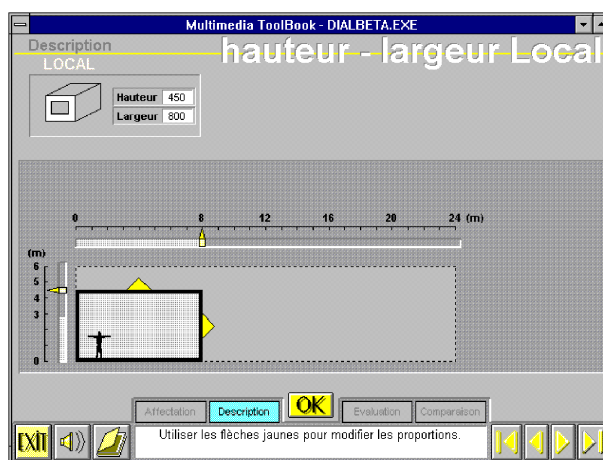 Multimedia ToolBook - DIALBETA.EXE
Description
hauteur - largeur Local
LOCAL
Hauteur 450
Largeur 800
0 8 12 16 20 24 (m)
(m)
6
5
4
3
0
Affectation Description OK Evaluation Comparaison
EXIT Utiliser les flèches jaunes pour modifier les proportions.